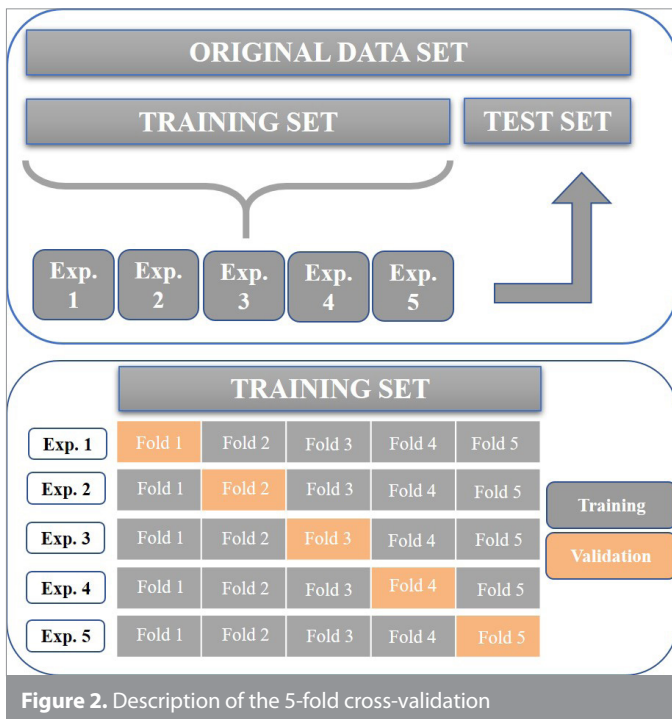 ORIGINAL DATA SET
TRAINING SET TEST SET
Exp. 1 Exp. 2 Exp. 3 Exp. 4 Exp. 5
TRAINING SET
Exp. 1 Fold 1 Fold 2 Fold 3 Fold 4 Fold 5
Exp. 2 Fold 1 Fold 2 Fold 3 Fold 4 Fold 5
Exp. 3 Fold 1 Fold 2 Fold 3 Fold 4 Fold 5
Exp. 4 Fold 1 Fold 2 Fold 3 Fold 4 Fold 5
Exp. 5 Fold 1 Fold 2 Fold 3 Fold 4 Fold 5
Training
Validation
Figure 2. Description of the 5-fold cross-validation